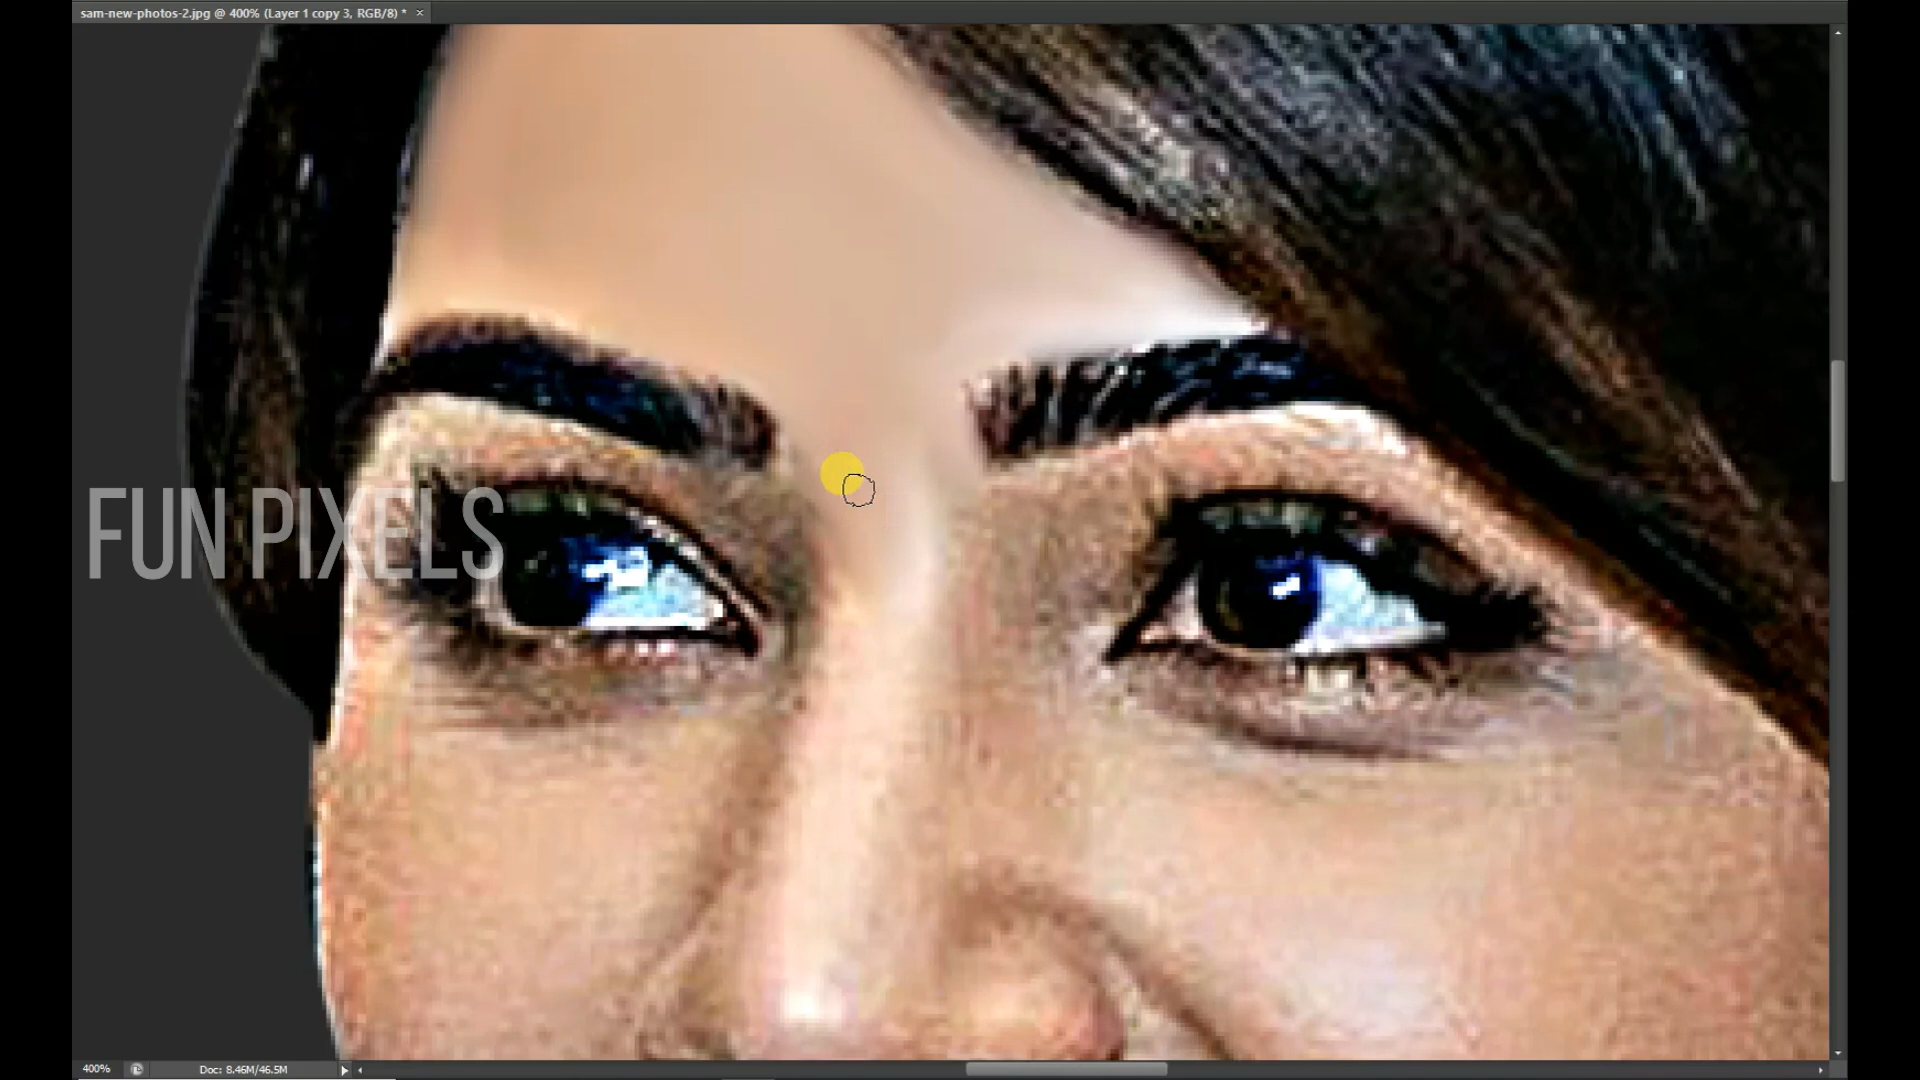 sam-new-photos-2.jpg @ 400% (Layer 1 copy 3, RGB/8) * ×
FUN PIXELS
400% Doc: 8.46M/46.5M